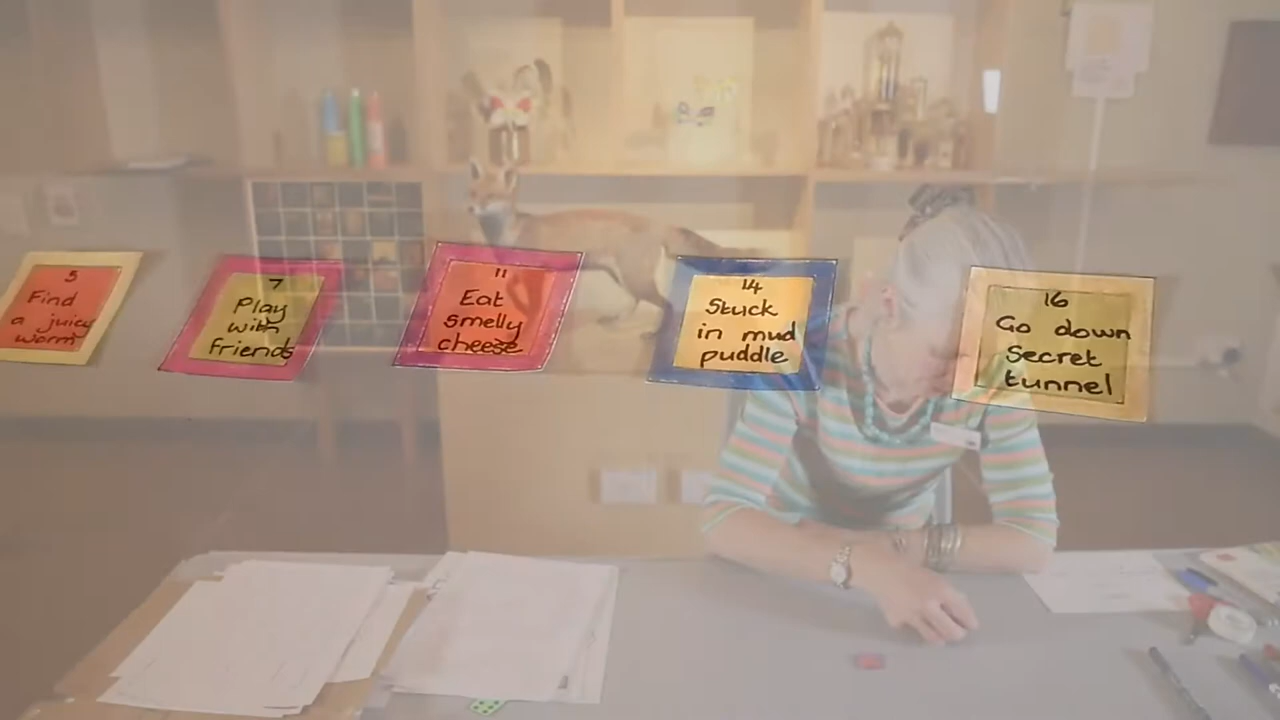 5
Find
a juicy
worm
7
Play
with
friends
11
Eat
smelly
cheese
14
Stuck
in mud
puddle
16
Go down
Secret
tunnel